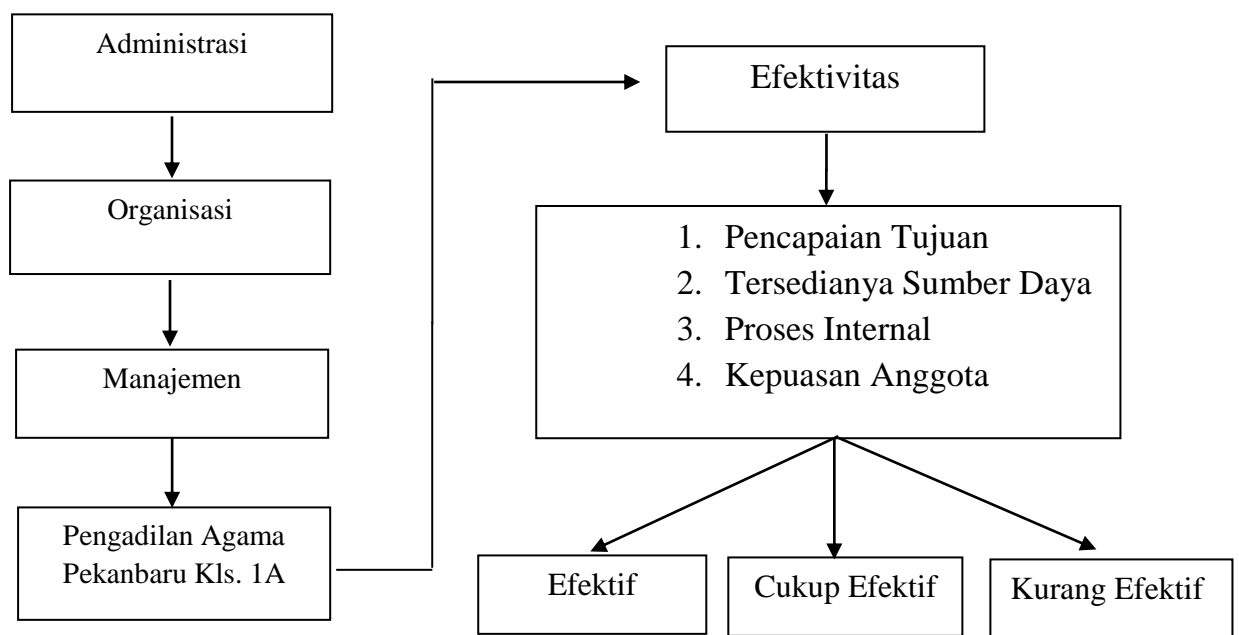 Administrasi
Organisasi
Manajemen
Pengadilan Agama
Pekanbaru Kls. 1A
Efektivitas
1. Pencapaian Tujuan
2. Tersedianya Sumber Daya
3. Proses Internal
4. Kepuasan Anggota
Efektif
Cukup Efektif
Kurang Efektif